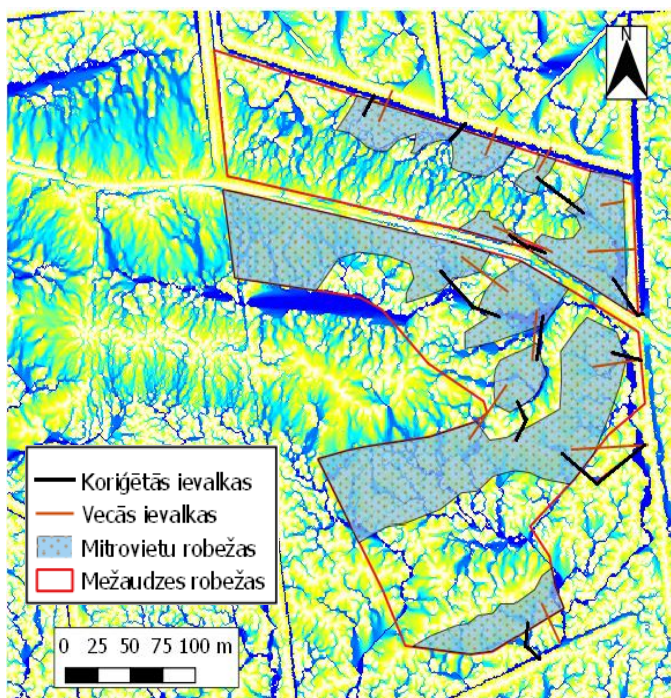 N
Koriģētās ievalkas
Vecās ievalkas
Mitrovietu robežas
Mežaudzes robežas
0 25 50 75 100 m